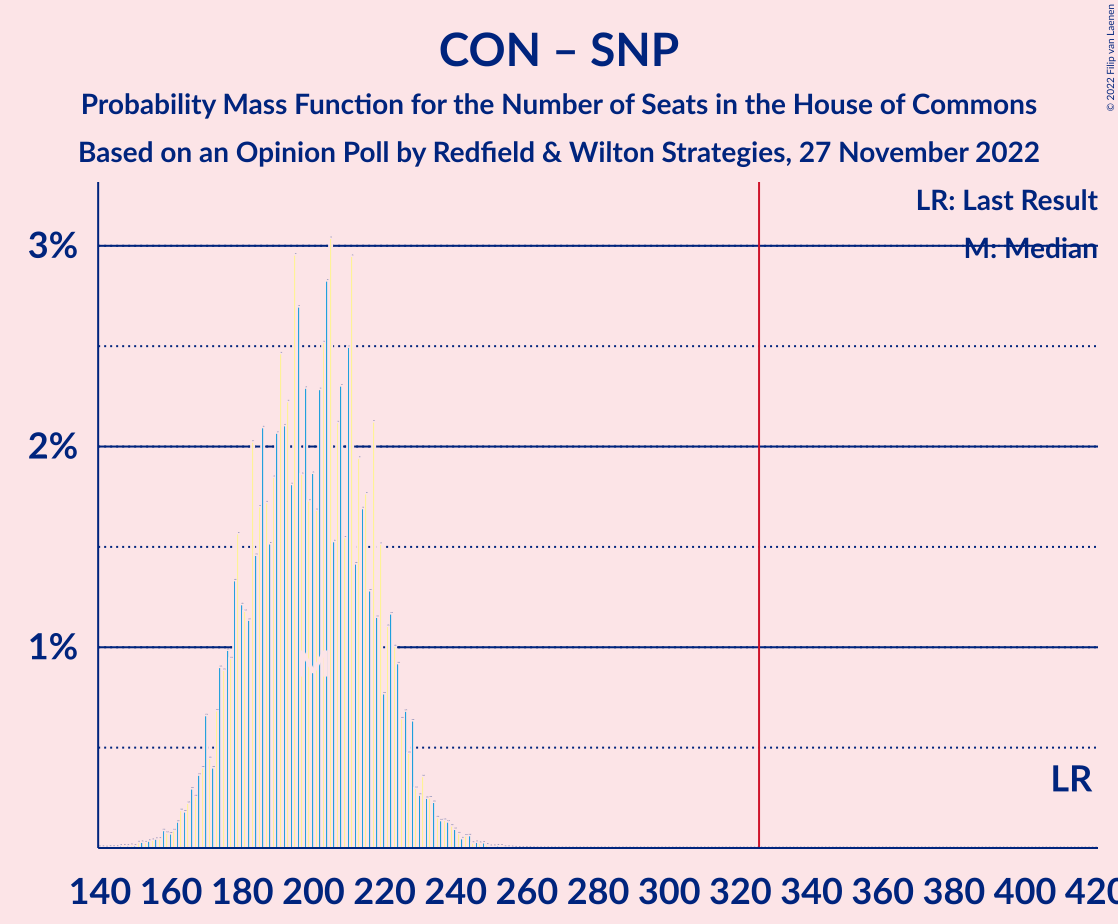 CON – SNP
Probability Mass Function for the Number of Seats in the House of Commons
Based on an Opinion Poll by Redfield & Wilton Strategies, 27 November 2022
© 2022 Filip van Laenen
LR: Last Result
M: Median
3%
2%
1%
LR
140 160 180 200 220 240 260 280 300 320 340 360 380 400 420